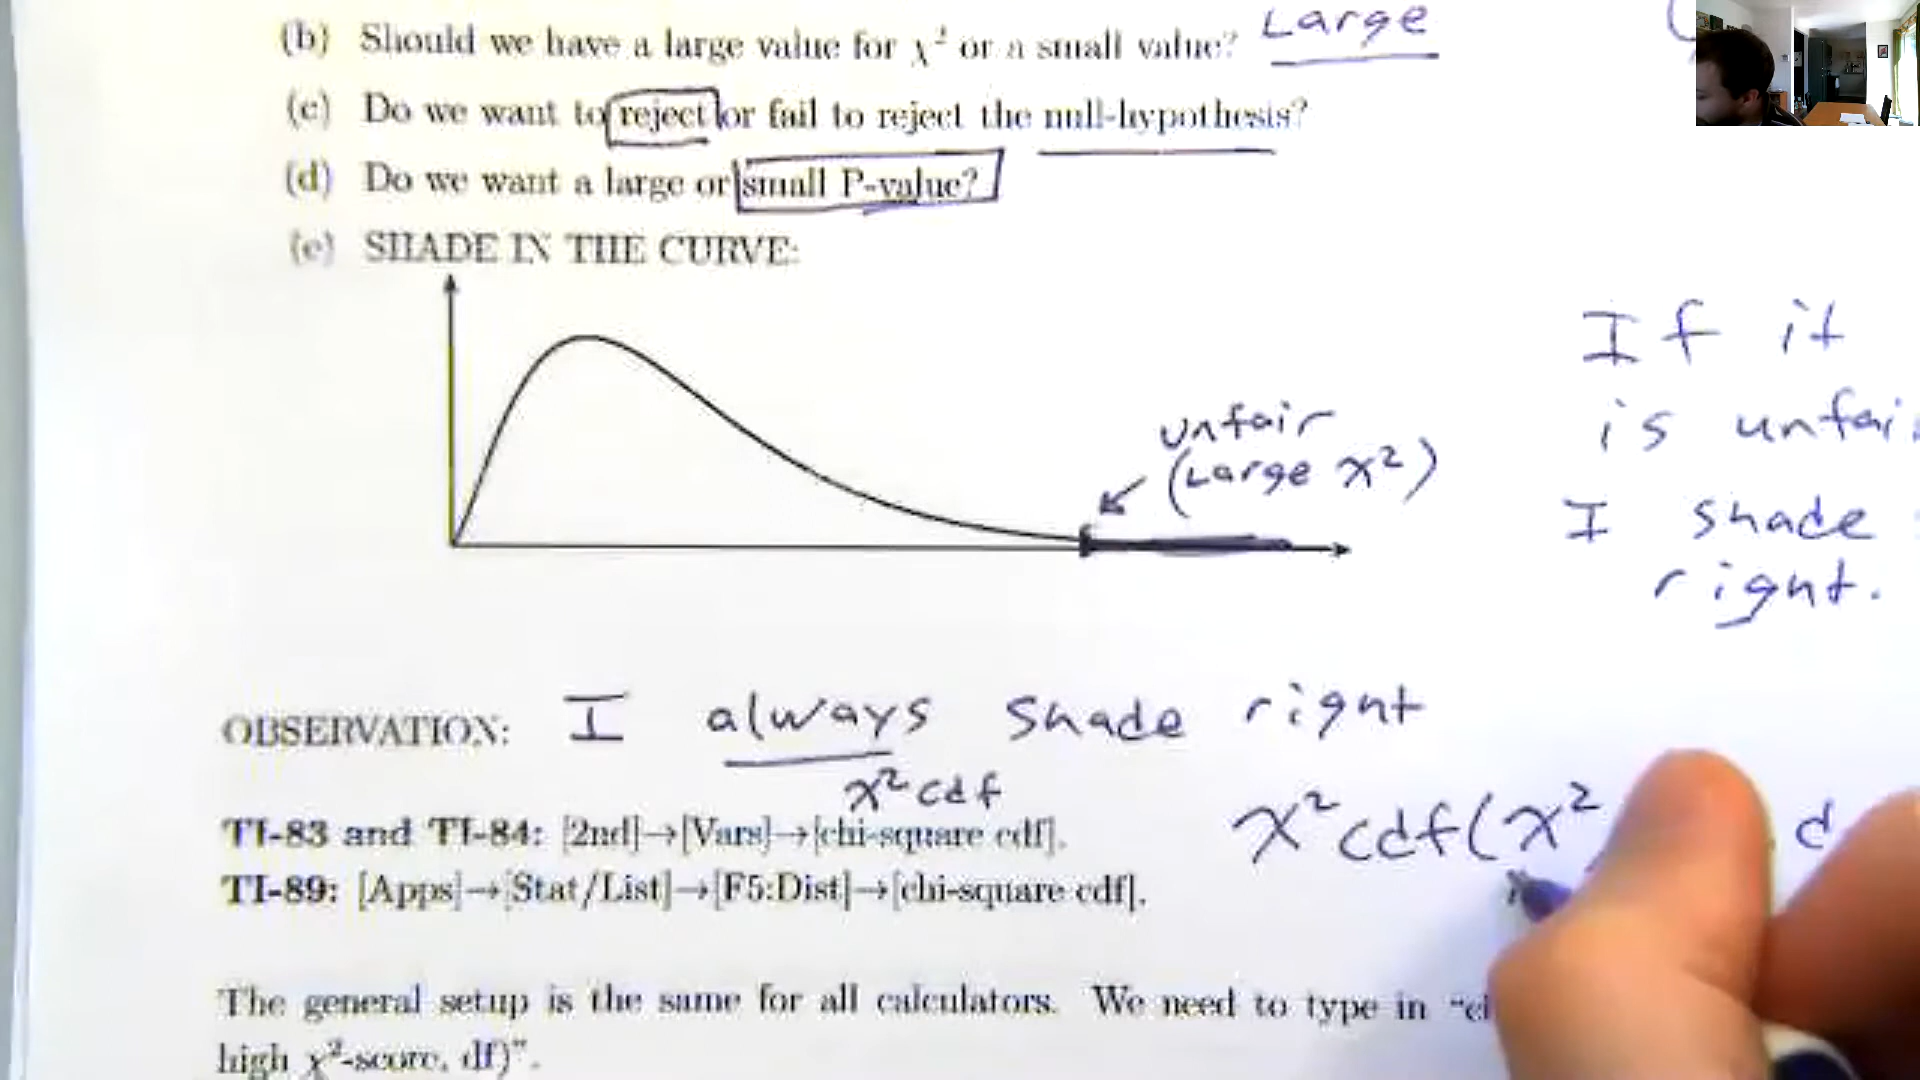 (b) Should we have a large value for χ² or a small value? Large
(c) Do we want to reject or fail to reject the null-hypothesis?
(d) Do we want a large or small P-value?
(e) SHADE IN THE CURVE:
If it
is unfair
I shade
right.
unfair
(Large χ²)
OBSERVATION: I always shade right
χ²cdf
TI-83 and TI-84: [2nd]→[Vars]→[chi-square cdf].
χ²cdf(χ², d
TI-89: [Apps]→[Stat/List]→[F5:Dist]→[chi-square cdf].
The general setup is the same for all calculators. We need to type in
high χ²-score, df)”.